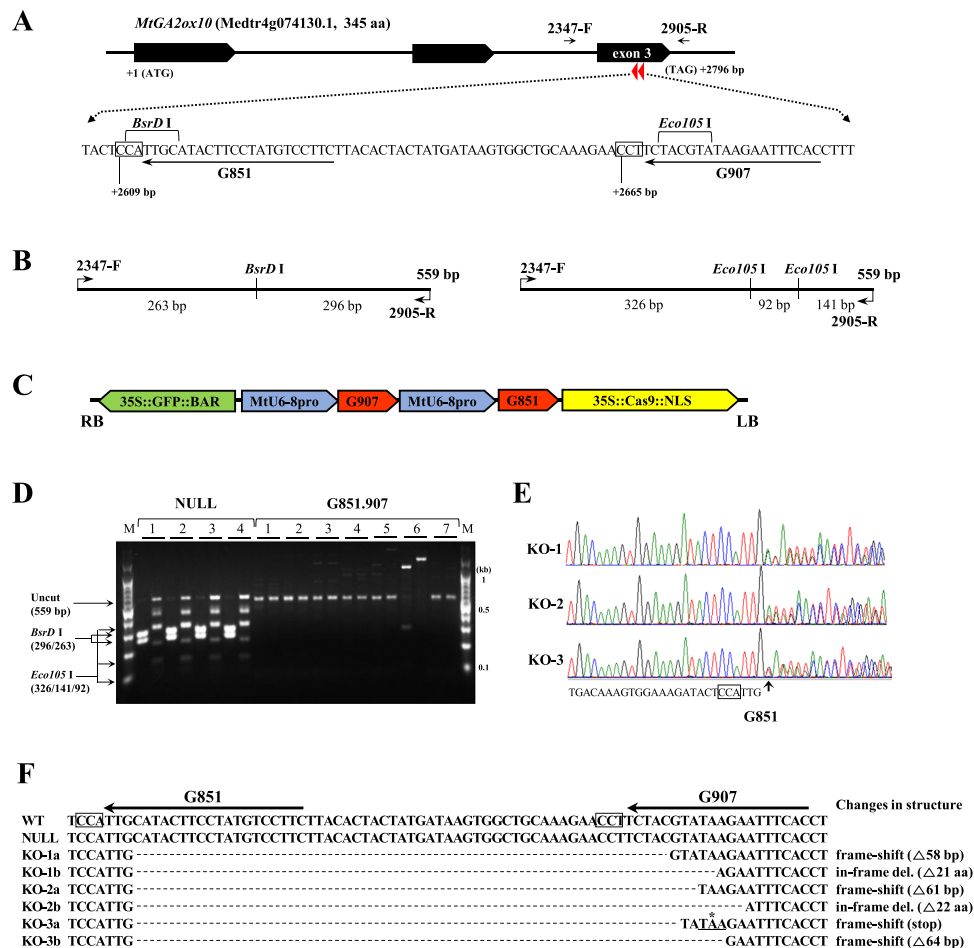 A
MtGA2ox10 (Medtr4g074130.1, 345 aa)
2347-F
2905-R
exon 3
+1 (ATG)
(TAG) +2796 bp
BsrD I
Eco105 I
TACTCCATTGCATACTTCCTATGTCCTTCTTACACTACTATGATAAGTGGCTGCAAAGAACCTTCTACGTATAAGAATTTCACCTTT
G851
G907
+2609 bp
+2665 bp
B
2347-F
BsrD I
559 bp
263 bp
296 bp
2905-R
2347-F
Eco105 I
Eco105 I
559 bp
326 bp
92 bp
141 bp
2905-R
C
35S::GFP::BAR
MtU6-8pro
G907
MtU6-8pro
G851
35S::Cas9::NLS
RB
LB
D
NULL
G851.907
M 1 2 3 4 1 2 3 4 5 6 7 M
(kb)
1
0.5
0.1
Uncut
(559 bp)
BsrD I
(296/263)
Eco105 I
(326/141/92)
E
KO-1
KO-2
KO-3
TGACAAAGTGGAAAGATACTCCATTG
G851
F
G851
G907
Changes in structure
WT TCCATTGCATACTTCCTATGTCCTTCTTACACTACTATGATAAGTGGCTGCAAAGAACCTTCTACGTATAAGAATTTCACCT
NULL TCCATTGCATACTTCCTATGTCCTTCTTACACTACTATGATAAGTGGCTGCAAAGAACCTTCTACGTATAAGAATTTCACCT
KO-1a TCCATTG----------GTATAAGAATTTCACCT frame-shift (△58 bp)
KO-1b TCCATTG----------AGAATTTCACCT in-frame del. (△21 aa)
KO-2a TCCATTG----------TAAGAATTTCACCT frame-shift (△61 bp)
KO-2b TCCATTG----------ATTTCACCT in-frame del. (△22 aa)
*
KO-3a TCCATTG----------TATAAGAATTTCACCT frame-shift (stop)
KO-3b TCCATTG----------GAATTTCACCT frame-shift (△64 bp)